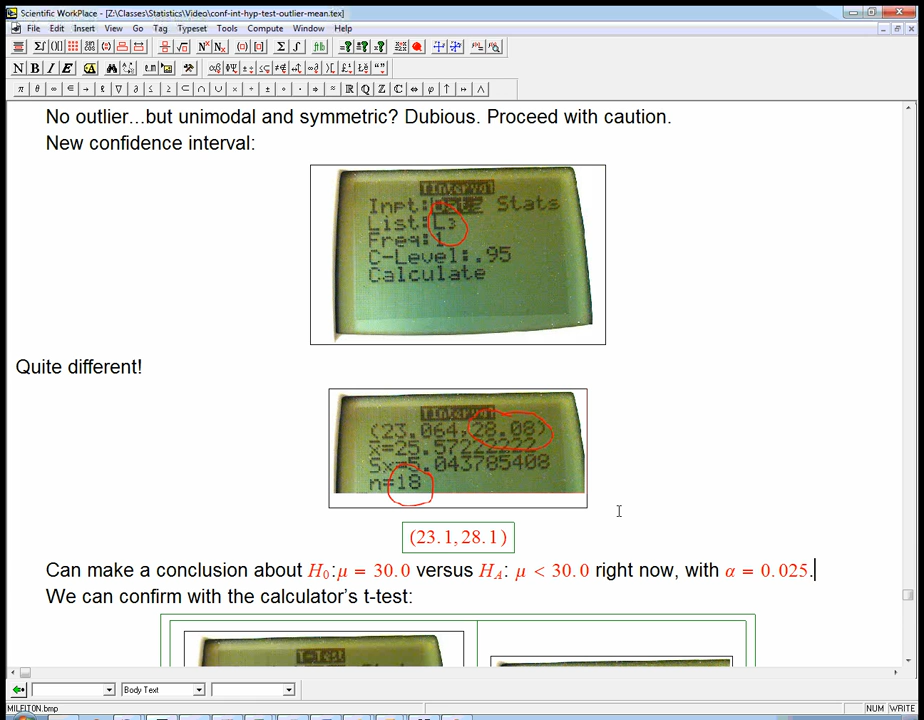 Scientific WorkPlace - [Z:\Classes\Statistics\Video\conf-int-hyp-test-outlier-mean.tex]
File Edit Insert View Go Tag Typeset Tools Compute Window Help
No outlier...but unimodal and symmetric? Dubious. Proceed with caution.
New confidence interval:
TInterval
Inpt:Data Stats
List:L3
Freq:1
C-Level:.95
Calculate
Quite different!
TInterval
(23.064,28.08)
x̄=25.57222222
Sx=5.043785408
n=18
(23.1, 28.1)
Can make a conclusion about H₀: μ = 30.0 versus H_A: μ < 30.0 right now, with α = 0.025.
We can confirm with the calculator's t-test:
T-Test
Body Text
MILEITON.bmp
NUM WRITE